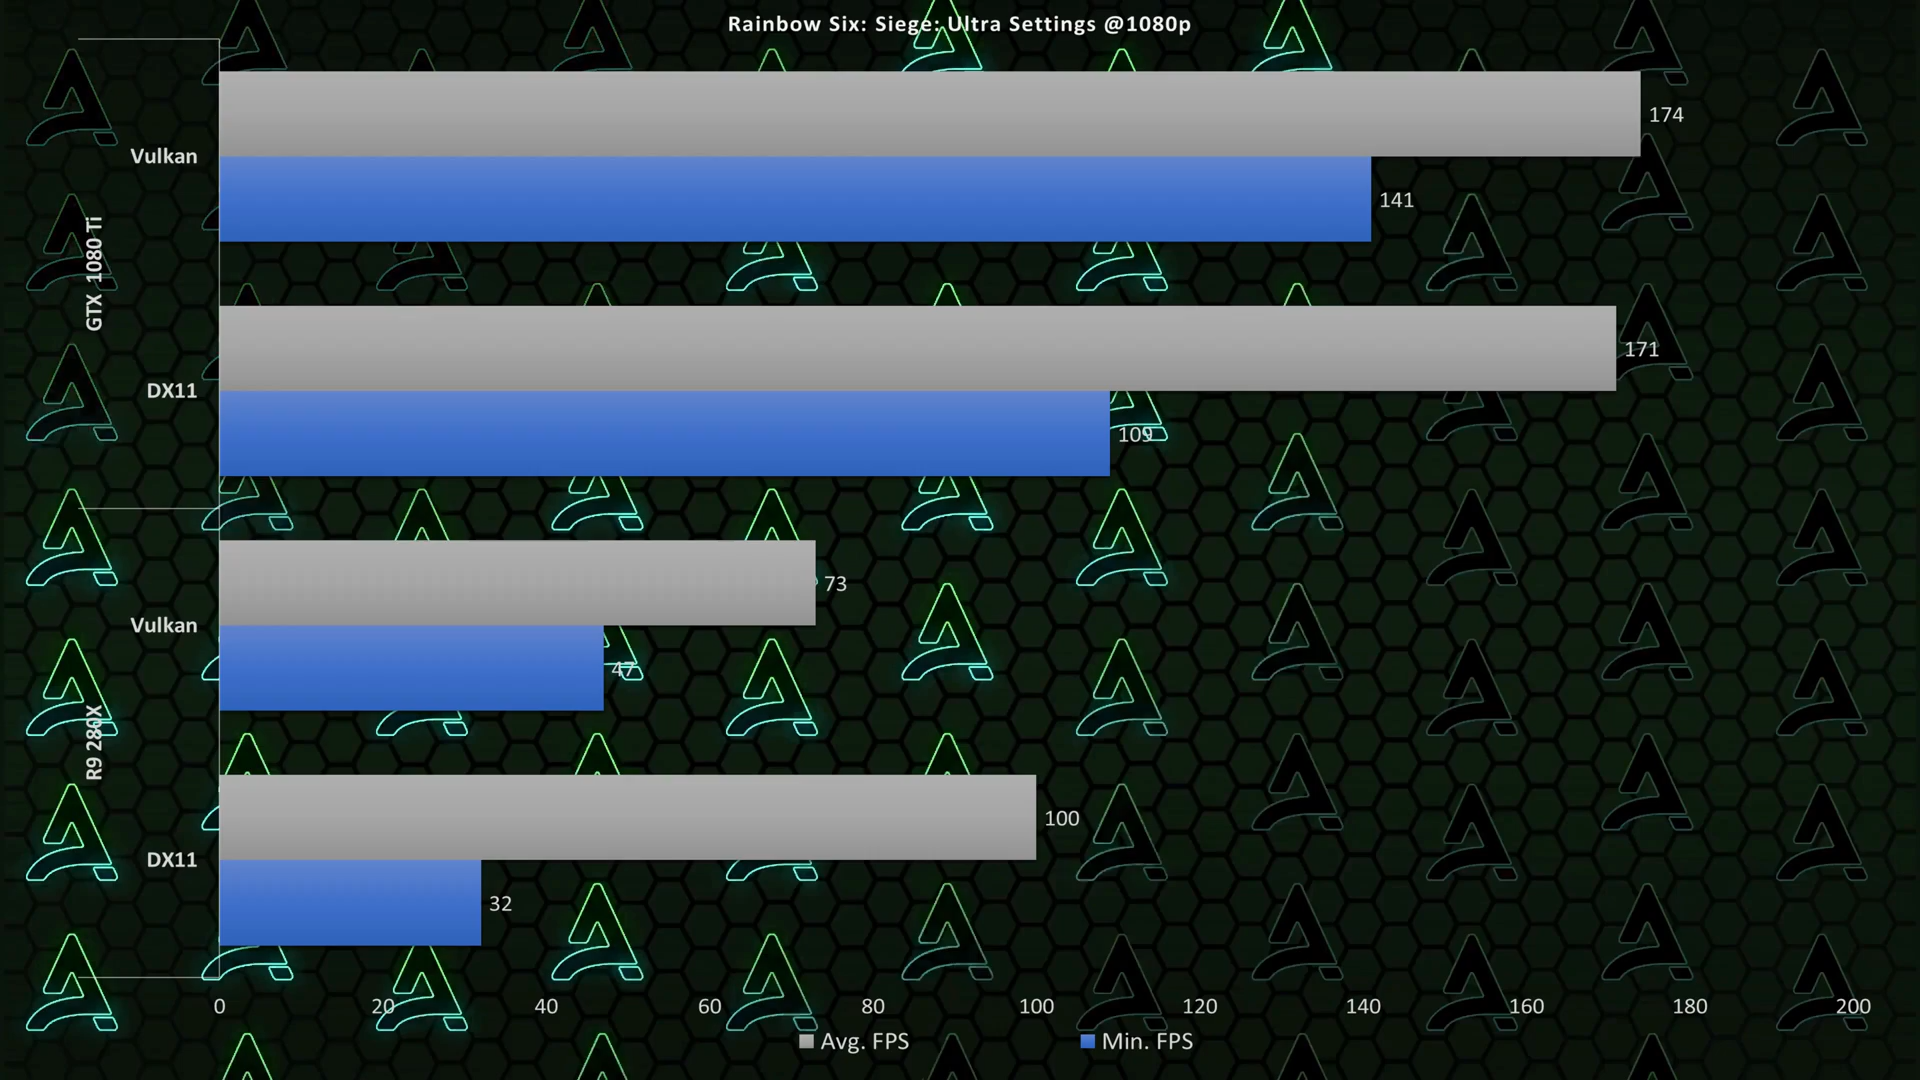 Rainbow Six: Siege: Ultra Settings @1080p
GTX 1080 Ti
Vulkan
174
141
DX11
171
109
R9 280X
Vulkan
73
47
DX11
100
32
0 20 40 60 80 100 120 140 160 180 200
Avg. FPS Min. FPS